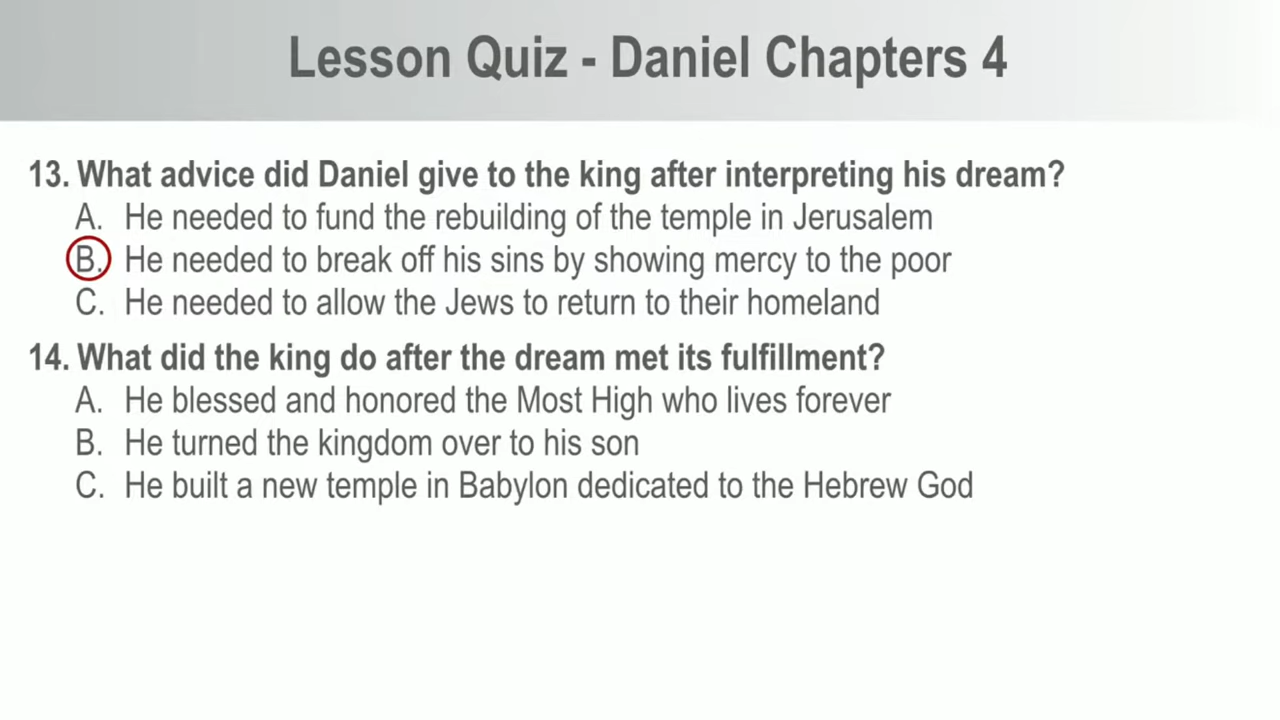 Lesson Quiz - Daniel Chapters 4
13. What advice did Daniel give to the king after interpreting his dream?
A. He needed to fund the rebuilding of the temple in Jerusalem
B. He needed to break off his sins by showing mercy to the poor
C. He needed to allow the Jews to return to their homeland
14. What did the king do after the dream met its fulfillment?
A. He blessed and honored the Most High who lives forever
B. He turned the kingdom over to his son
C. He built a new temple in Babylon dedicated to the Hebrew God